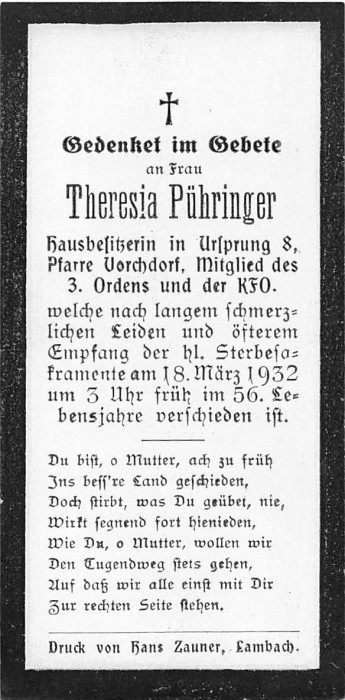 Gedenket im Gebete
an Frau
Theresia Pühringer
Hausbesitzerin in Ursprung 8,
Pfarre Vorchdorf, Mitglied des
3. Ordens und der KFO.
welche nach langem schmerz=
lichen Leiden und öfterem
Empfang der hl. Sterbesa=
kramente am 18. März 1932
um 3 Uhr früh im 56. Le=
bensjahre verschieden ist.
Du bist, o Mutter, ach zu früh
Ins bess're Land geschieden,
Doch stirbt, was Du geübet, nie,
Wirkt segnend fort hienieden,
Wie Du, o Mutter, wollen wir
Den Tugendweg stets gehen,
Auf daß wir alle einst mit Dir
Zur rechten Seite stehen.
Druck von Hans Zauner, Lambach.